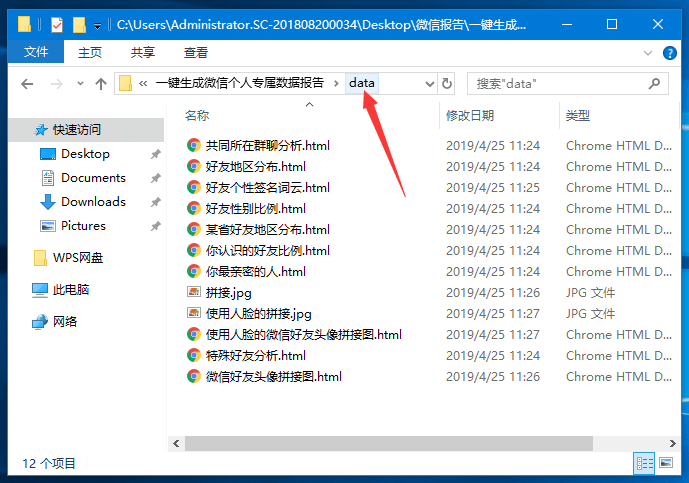 C:\Users\Administrator.SC-201808200034\Desktop\微信报告\一键生成...
文件 主页 共享 查看
« 一键生成微信个人专属数据报告 › data 搜索"data"
名称 修改日期 类型
快速访问
Desktop
Documents
Downloads
Pictures
WPS网盘
此电脑
网络
共同所在群聊分析.html 2019/4/25 11:24 Chrome HTML D...
好友地区分布.html 2019/4/25 11:24 Chrome HTML D...
好友个性签名词云.html 2019/4/25 11:25 Chrome HTML D...
好友性别比例.html 2019/4/25 11:24 Chrome HTML D...
某省好友地区分布.html 2019/4/25 11:24 Chrome HTML D...
你认识的好友比例.html 2019/4/25 11:24 Chrome HTML D...
你最亲密的人.html 2019/4/25 11:24 Chrome HTML D...
拼接.jpg 2019/4/25 11:26 JPG 文件
使用人脸的拼接.jpg 2019/4/25 11:27 JPG 文件
使用人脸的微信好友头像拼接图.html 2019/4/25 11:27 Chrome HTML D...
特殊好友分析.html 2019/4/25 11:24 Chrome HTML D...
微信好友头像拼接图.html 2019/4/25 11:26 Chrome HTML D...
12 个项目